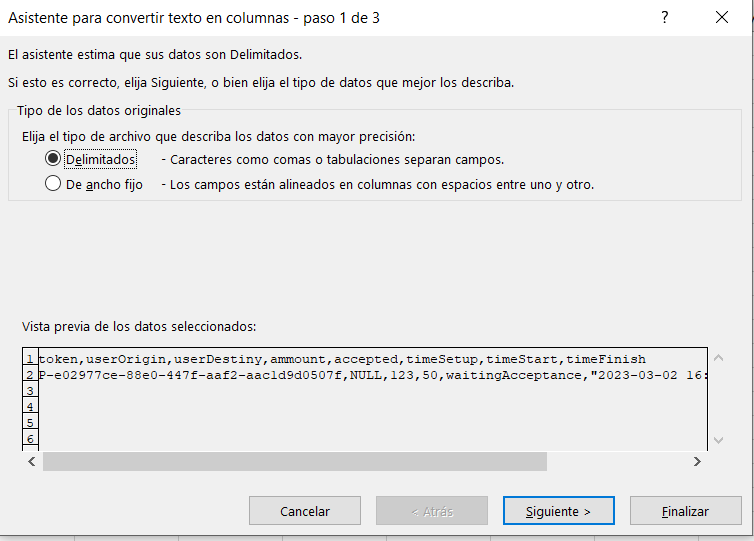 Asistente para convertir texto en columnas - paso 1 de 3 ?
El asistente estima que sus datos son Delimitados.
Si esto es correcto, elija Siguiente, o bien elija el tipo de datos que mejor los describa.
Tipo de los datos originales
Elija el tipo de archivo que describa los datos con mayor precisión:
Delimitados - Caracteres como comas o tabulaciones separan campos.
De ancho fijo - Los campos están alineados en columnas con espacios entre uno y otro.
Vista previa de los datos seleccionados:
1 token,userOrigin,userDestiny,ammount,accepted,timeSetup,timeStart,timeFinish
2 P-e02977ce-88e0-447f-aaf2-aac1d9d0507f,NULL,123,50,waitingAcceptance,"2023-03-02 16:
3
4
5
6
Cancelar < Atrás Siguiente > Finalizar